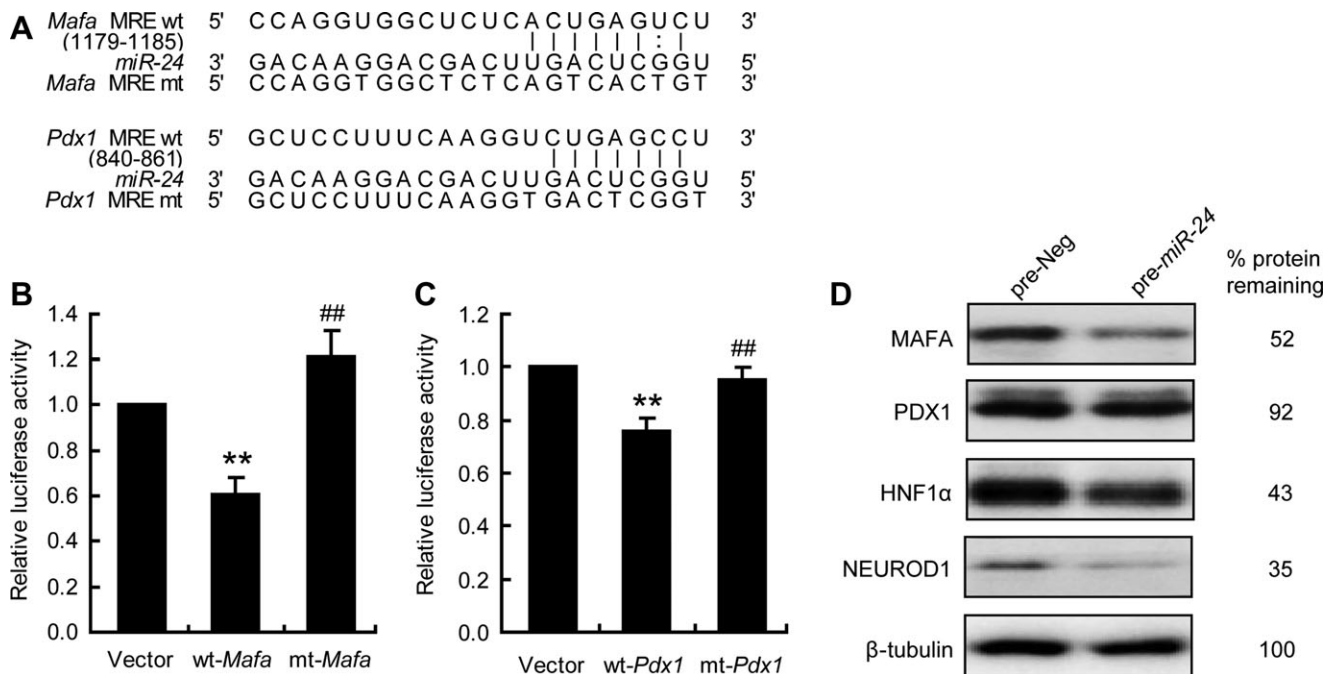 A
Mafa MRE wt 5' CCAGGUGGCUCUCACUGAGUCU 3'
(1179-1185) | | | | | | : |
miR-24 3' GACAAGGACGACUUGACUCGGU 5'
Mafa MRE mt 5' CCAGGTGGCTCTCAGTCACTGT 3'
Pdx1 MRE wt 5' GCUCCUUUCAAGGUCUGAGCCU 3'
(840-861) | | | | | | |
miR-24 3' GACAAGGACGACUUGACUCGGU 5'
Pdx1 MRE mt 5' GCUCCUUUCAAGGTGACTCGGT 3'
B
Relative luciferase activity
1.4
1.2
1.0
0.8
0.6
0.4
0.2
0.0
**
##
Vector wt-Mafa mt-Mafa
C
Relative luciferase activity
1.2
1.0
0.8
0.6
0.4
0.2
0.0
**
##
Vector wt-Pdx1 mt-Pdx1
D
pre-Neg pre-miR-24 % protein
remaining
MAFA 52
PDX1 92
HNF1α 43
NEUROD1 35
β-tubulin 100